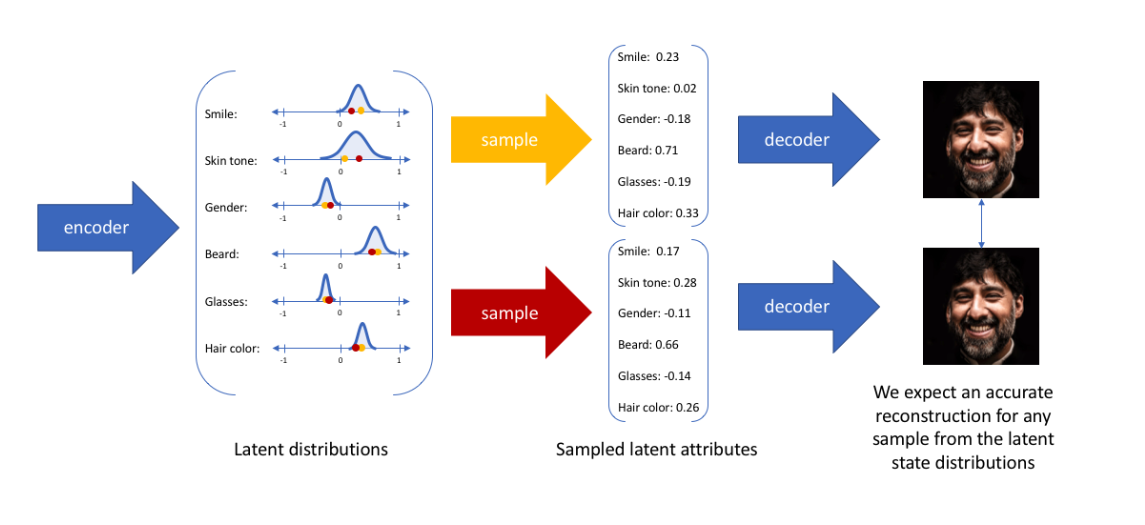 encoder
Smile:
-1 0 1
Skin tone:
-1 0 1
Gender:
-1 0 1
Beard:
-1 0 1
Glasses:
-1 0 1
Hair color:
-1 0 1
Latent distributions
sample
sample
Smile: 0.23
Skin tone: 0.02
Gender: -0.18
Beard: 0.71
Glasses: -0.19
Hair color: 0.33
Smile: 0.17
Skin tone: 0.28
Gender: -0.11
Beard: 0.66
Glasses: -0.14
Hair color: 0.26
Sampled latent attributes
decoder
decoder
We expect an accurate
reconstruction for any
sample from the latent
state distributions